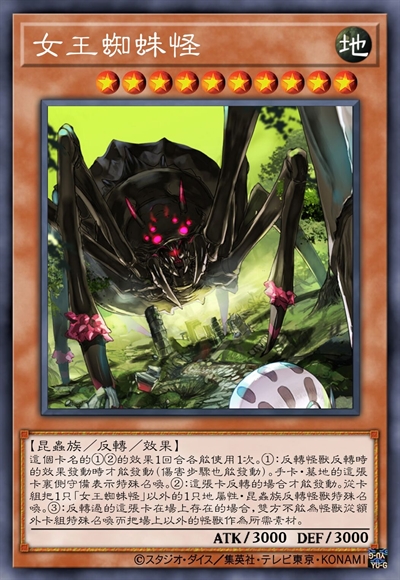 女王蜘蛛怪
地
【昆蟲族／反轉／效果】
這個卡名的①②的效果1回合各能使用1次。①：反轉怪獸反轉時
的效果發動時才能發動(傷害步驟也能發動)。手卡・墓地的這張
卡裏側守備表示特殊召喚。②：這張卡反轉的場合才能發動。從卡
組把1只「女王蜘蛛怪」以外的1只地屬性・昆蟲族反轉怪獸特殊召
喚。③：反轉過的這張卡在場上存在的場合，雙方不能為怪獸從額
外卡組特殊召喚而把場上以外的怪獸作為所需素材。
ATK/3000 DEF/3000
©スタジオ・ダイス／集英社・テレビ東京・KONAMI
YU-G